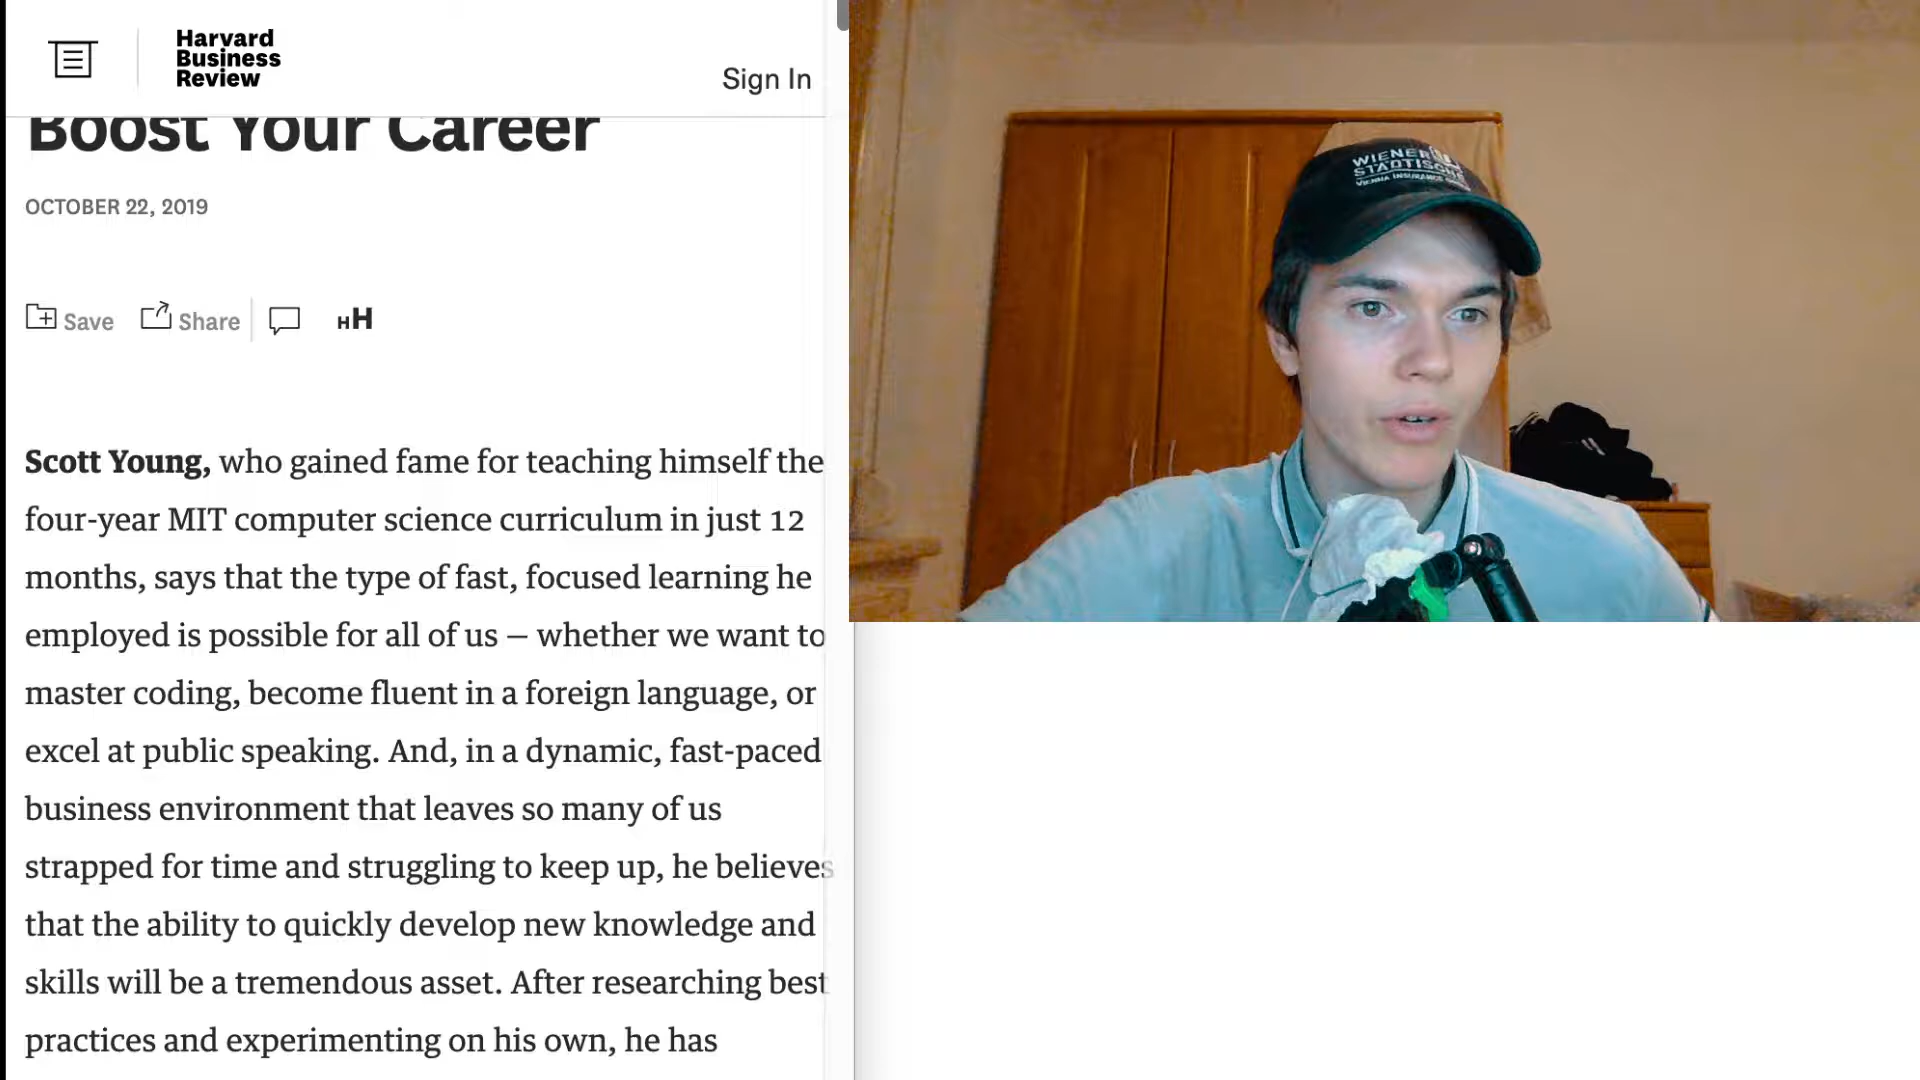 Harvard
Business
Review
Sign In
Boost Your Career
OCTOBER 22, 2019
Save
Share
HH
Scott Young, who gained fame for teaching himself the
four-year MIT computer science curriculum in just 12
months, says that the type of fast, focused learning he
employed is possible for all of us — whether we want to
master coding, become fluent in a foreign language, or
excel at public speaking. And, in a dynamic, fast-paced
business environment that leaves so many of us
strapped for time and struggling to keep up, he believes
that the ability to quickly develop new knowledge and
skills will be a tremendous asset. After researching best
practices and experimenting on his own, he has
WIENER
STÄDTISCHE
VIENNA INSURANCE